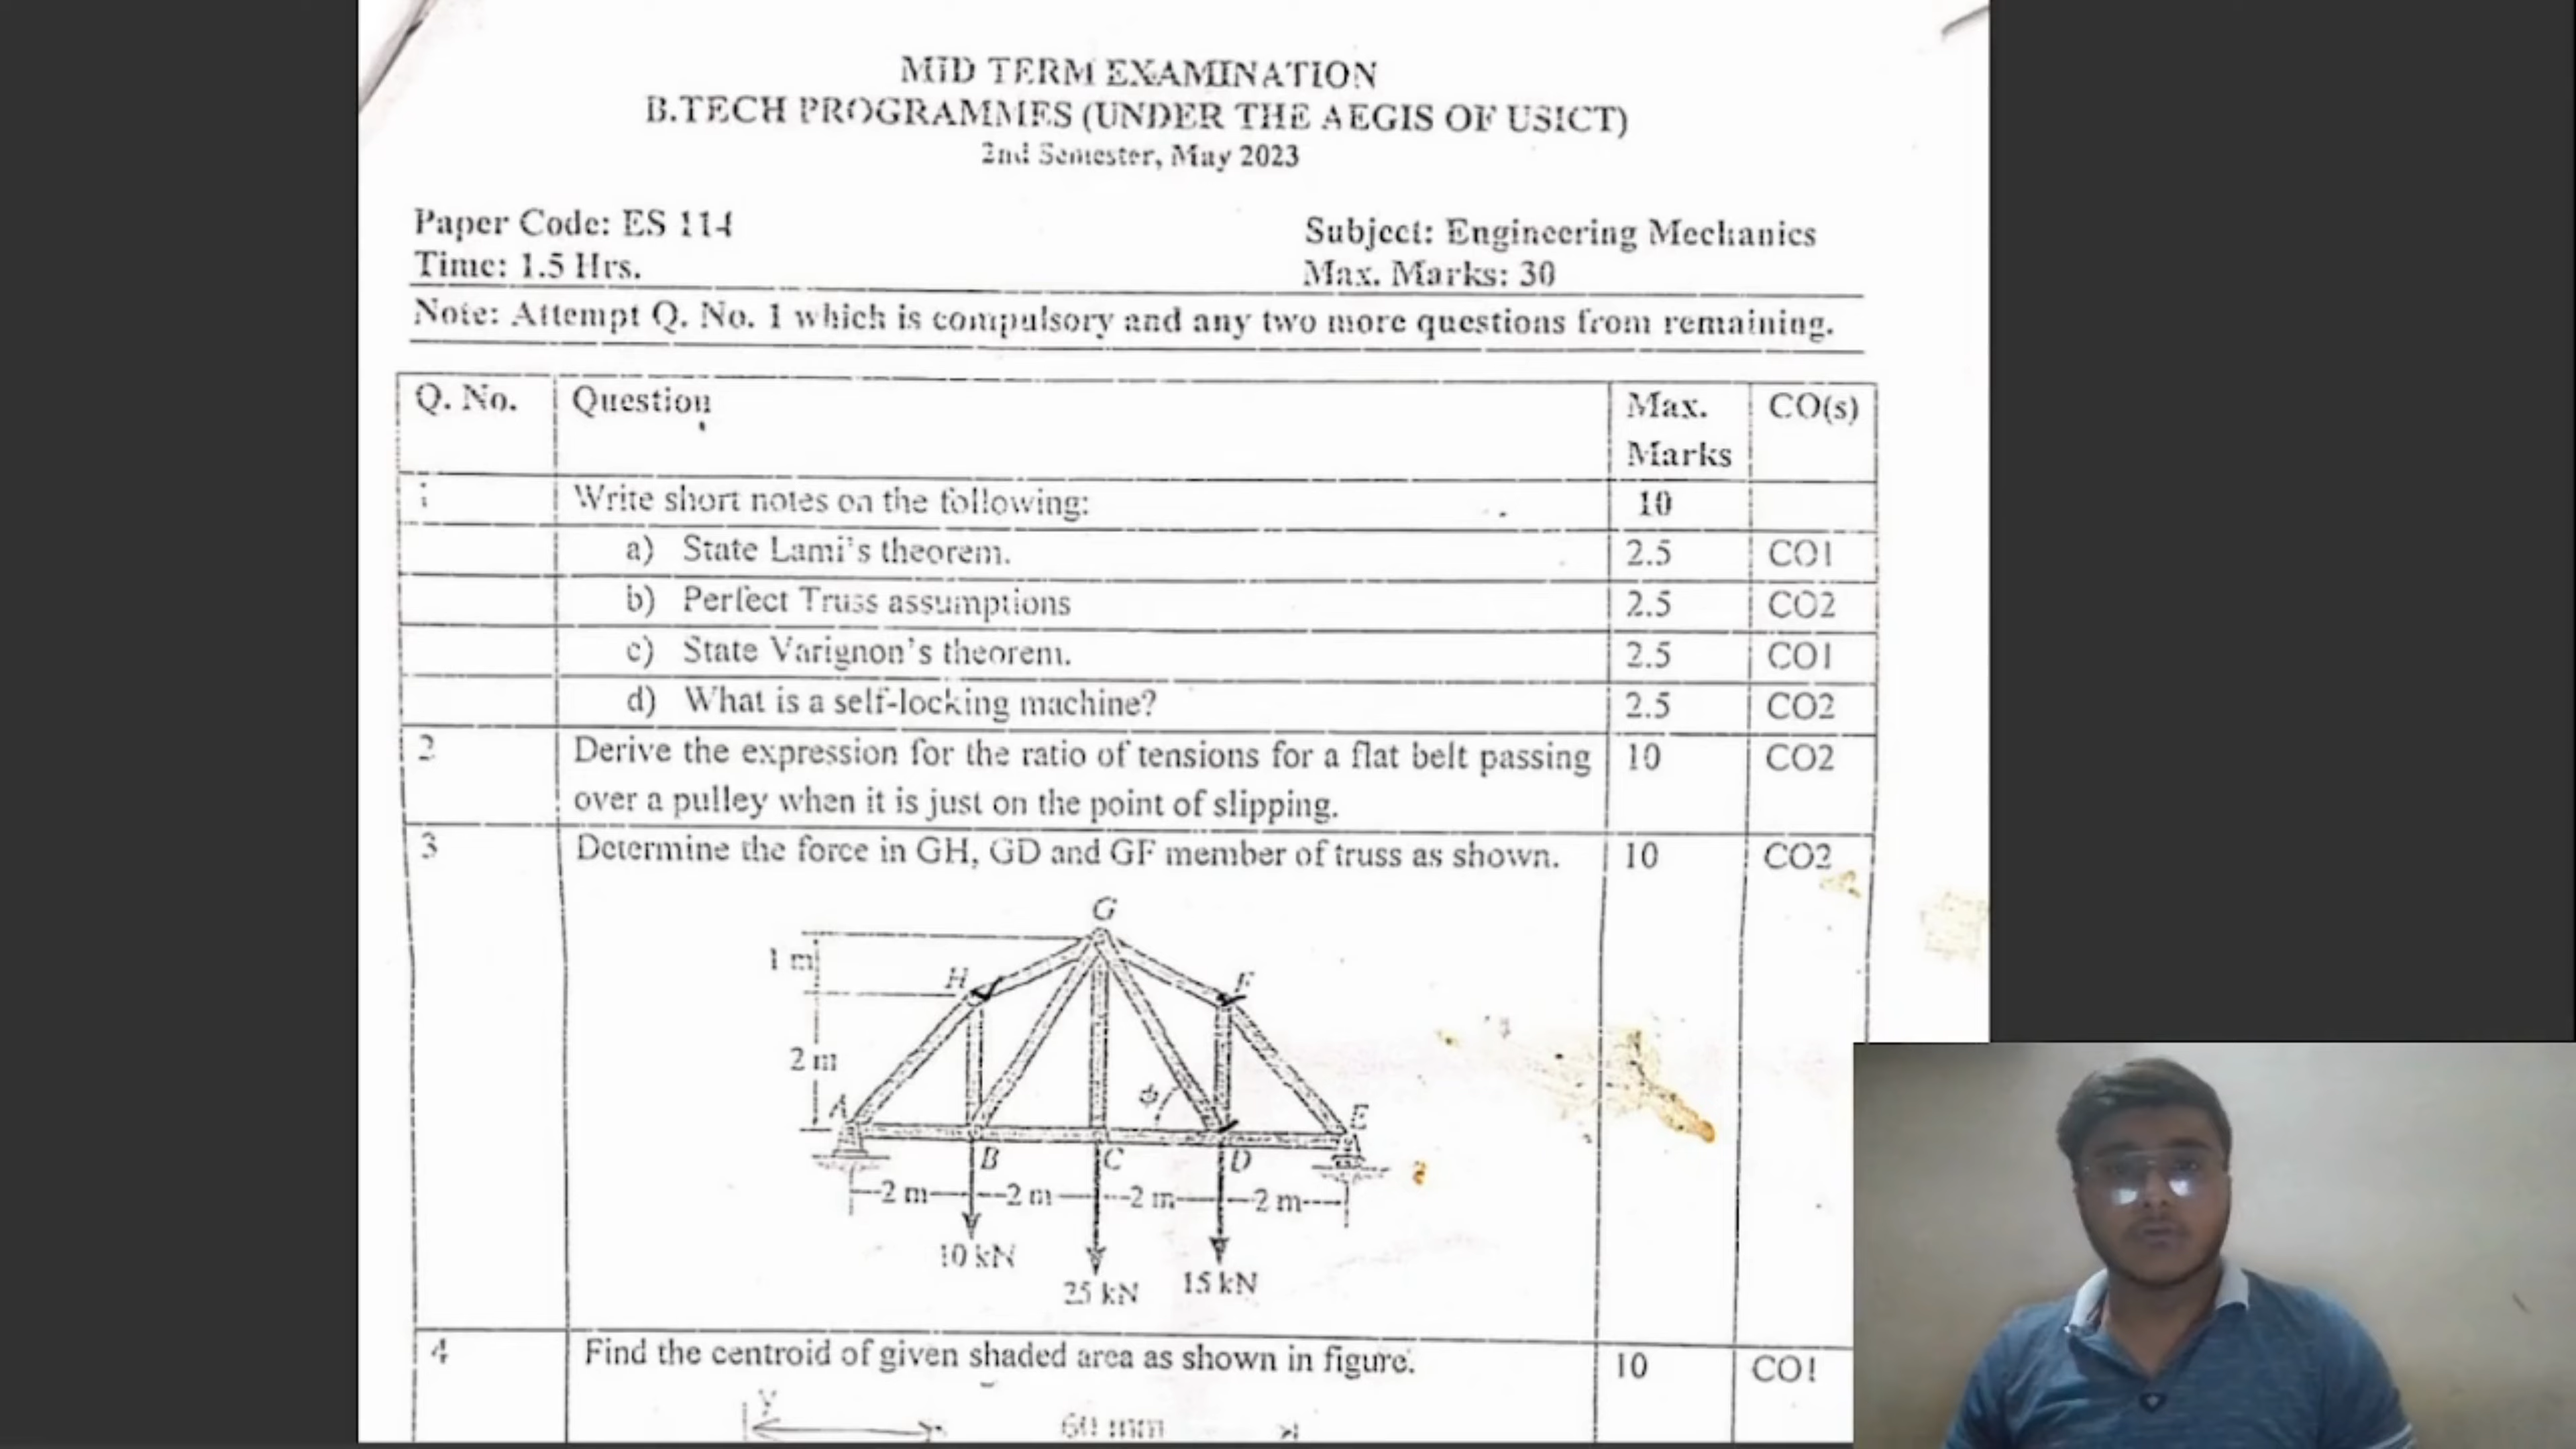 MID TERM EXAMINATION
B.TECH PROGRAMMES (UNDER THE AEGIS OF USICT)
2nd Semester, May 2023
Paper Code: ES 114
Subject: Engineering Mechanics
Time: 1.5 Hrs.
Max. Marks: 30
Note: Attempt Q. No. 1 which is compulsory and any two more questions from remaining.
Q. No. Question Max. Marks CO(s)
1 Write short notes on the following: 10
a) State Lami's theorem. 2.5 CO1
b) Perfect Truss assumptions 2.5 CO2
c) State Varignon's theorem. 2.5 CO1
d) What is a self-locking machine? 2.5 CO2
2 Derive the expression for the ratio of tensions for a flat belt passing 10 CO2
over a pulley when it is just on the point of slipping.
3 Determine the force in GH, GD and GF member of truss as shown. 10 CO2
G
1 m
H F
2 m
ϕ
A E
B C D
2 m 2 m 2 m 2 m
10 kN
25 kN 15 kN
4 Find the centroid of given shaded area as shown in figure. 10 CO1
y
60 mm